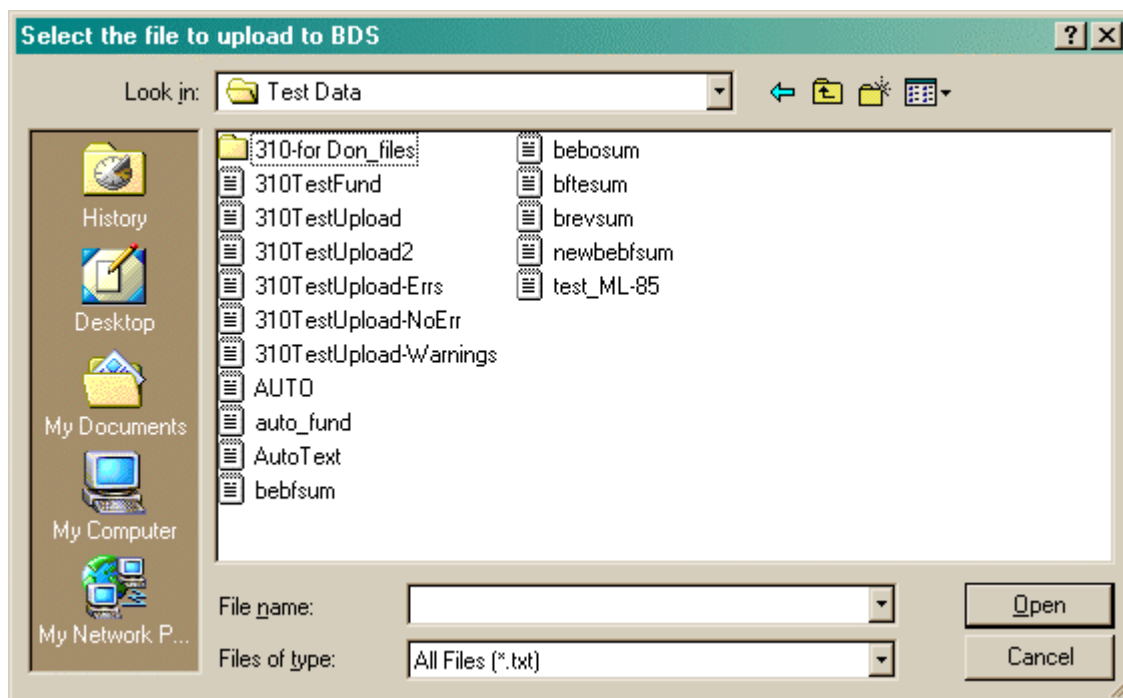 Select the file to upload to BDS
Look in: Test Data
310-for Don_files
310TestFund
310TestUpload
310TestUpload2
310TestUpload-Errs
310TestUpload-NoErr
310TestUpload-Warnings
AUTO
auto_fund
AutoText
bebfsum
bebosum
bftesum
brevsum
newbebfsum
test_ML-85
History
Desktop
My Documents
My Computer
My Network P...
File name:
Open
Files of type: All Files (*.txt)
Cancel